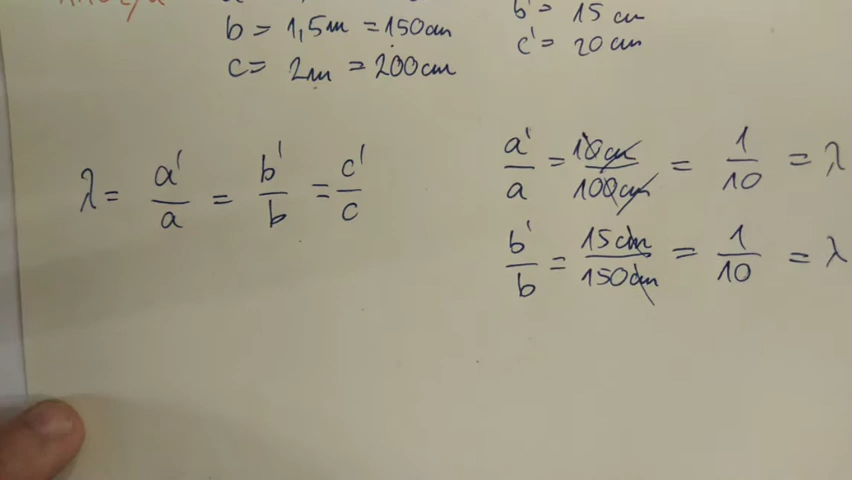 b = 1,5m = 150cm
c = 2m = 200cm
b' = 15 cm
c' = 20 cm
λ = a'/a = b'/b = c'/c
a'/a = 10cm/100cm = 1/10 = λ
b'/b = 15cm/150cm = 1/10 = λ